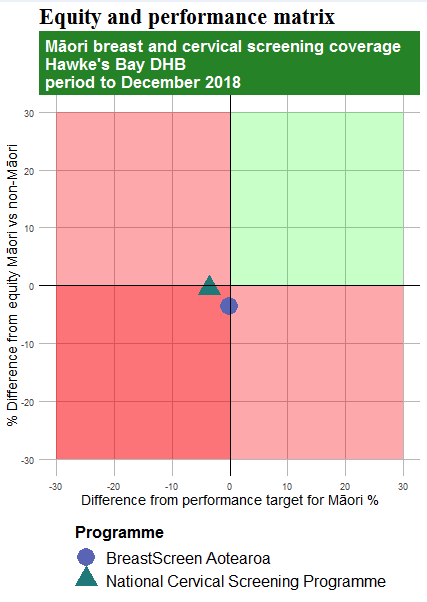 Equity and performance matrix
Māori breast and cervical screening coverage
Hawke's Bay DHB
period to December 2018
% Difference from equity Māori vs non-Māori
30
20
10
0
-10
-20
-30
-30
-20
-10
0
10
20
30
Difference from performance target for Māori %
Programme
BreastScreen Aotearoa
National Cervical Screening Programme